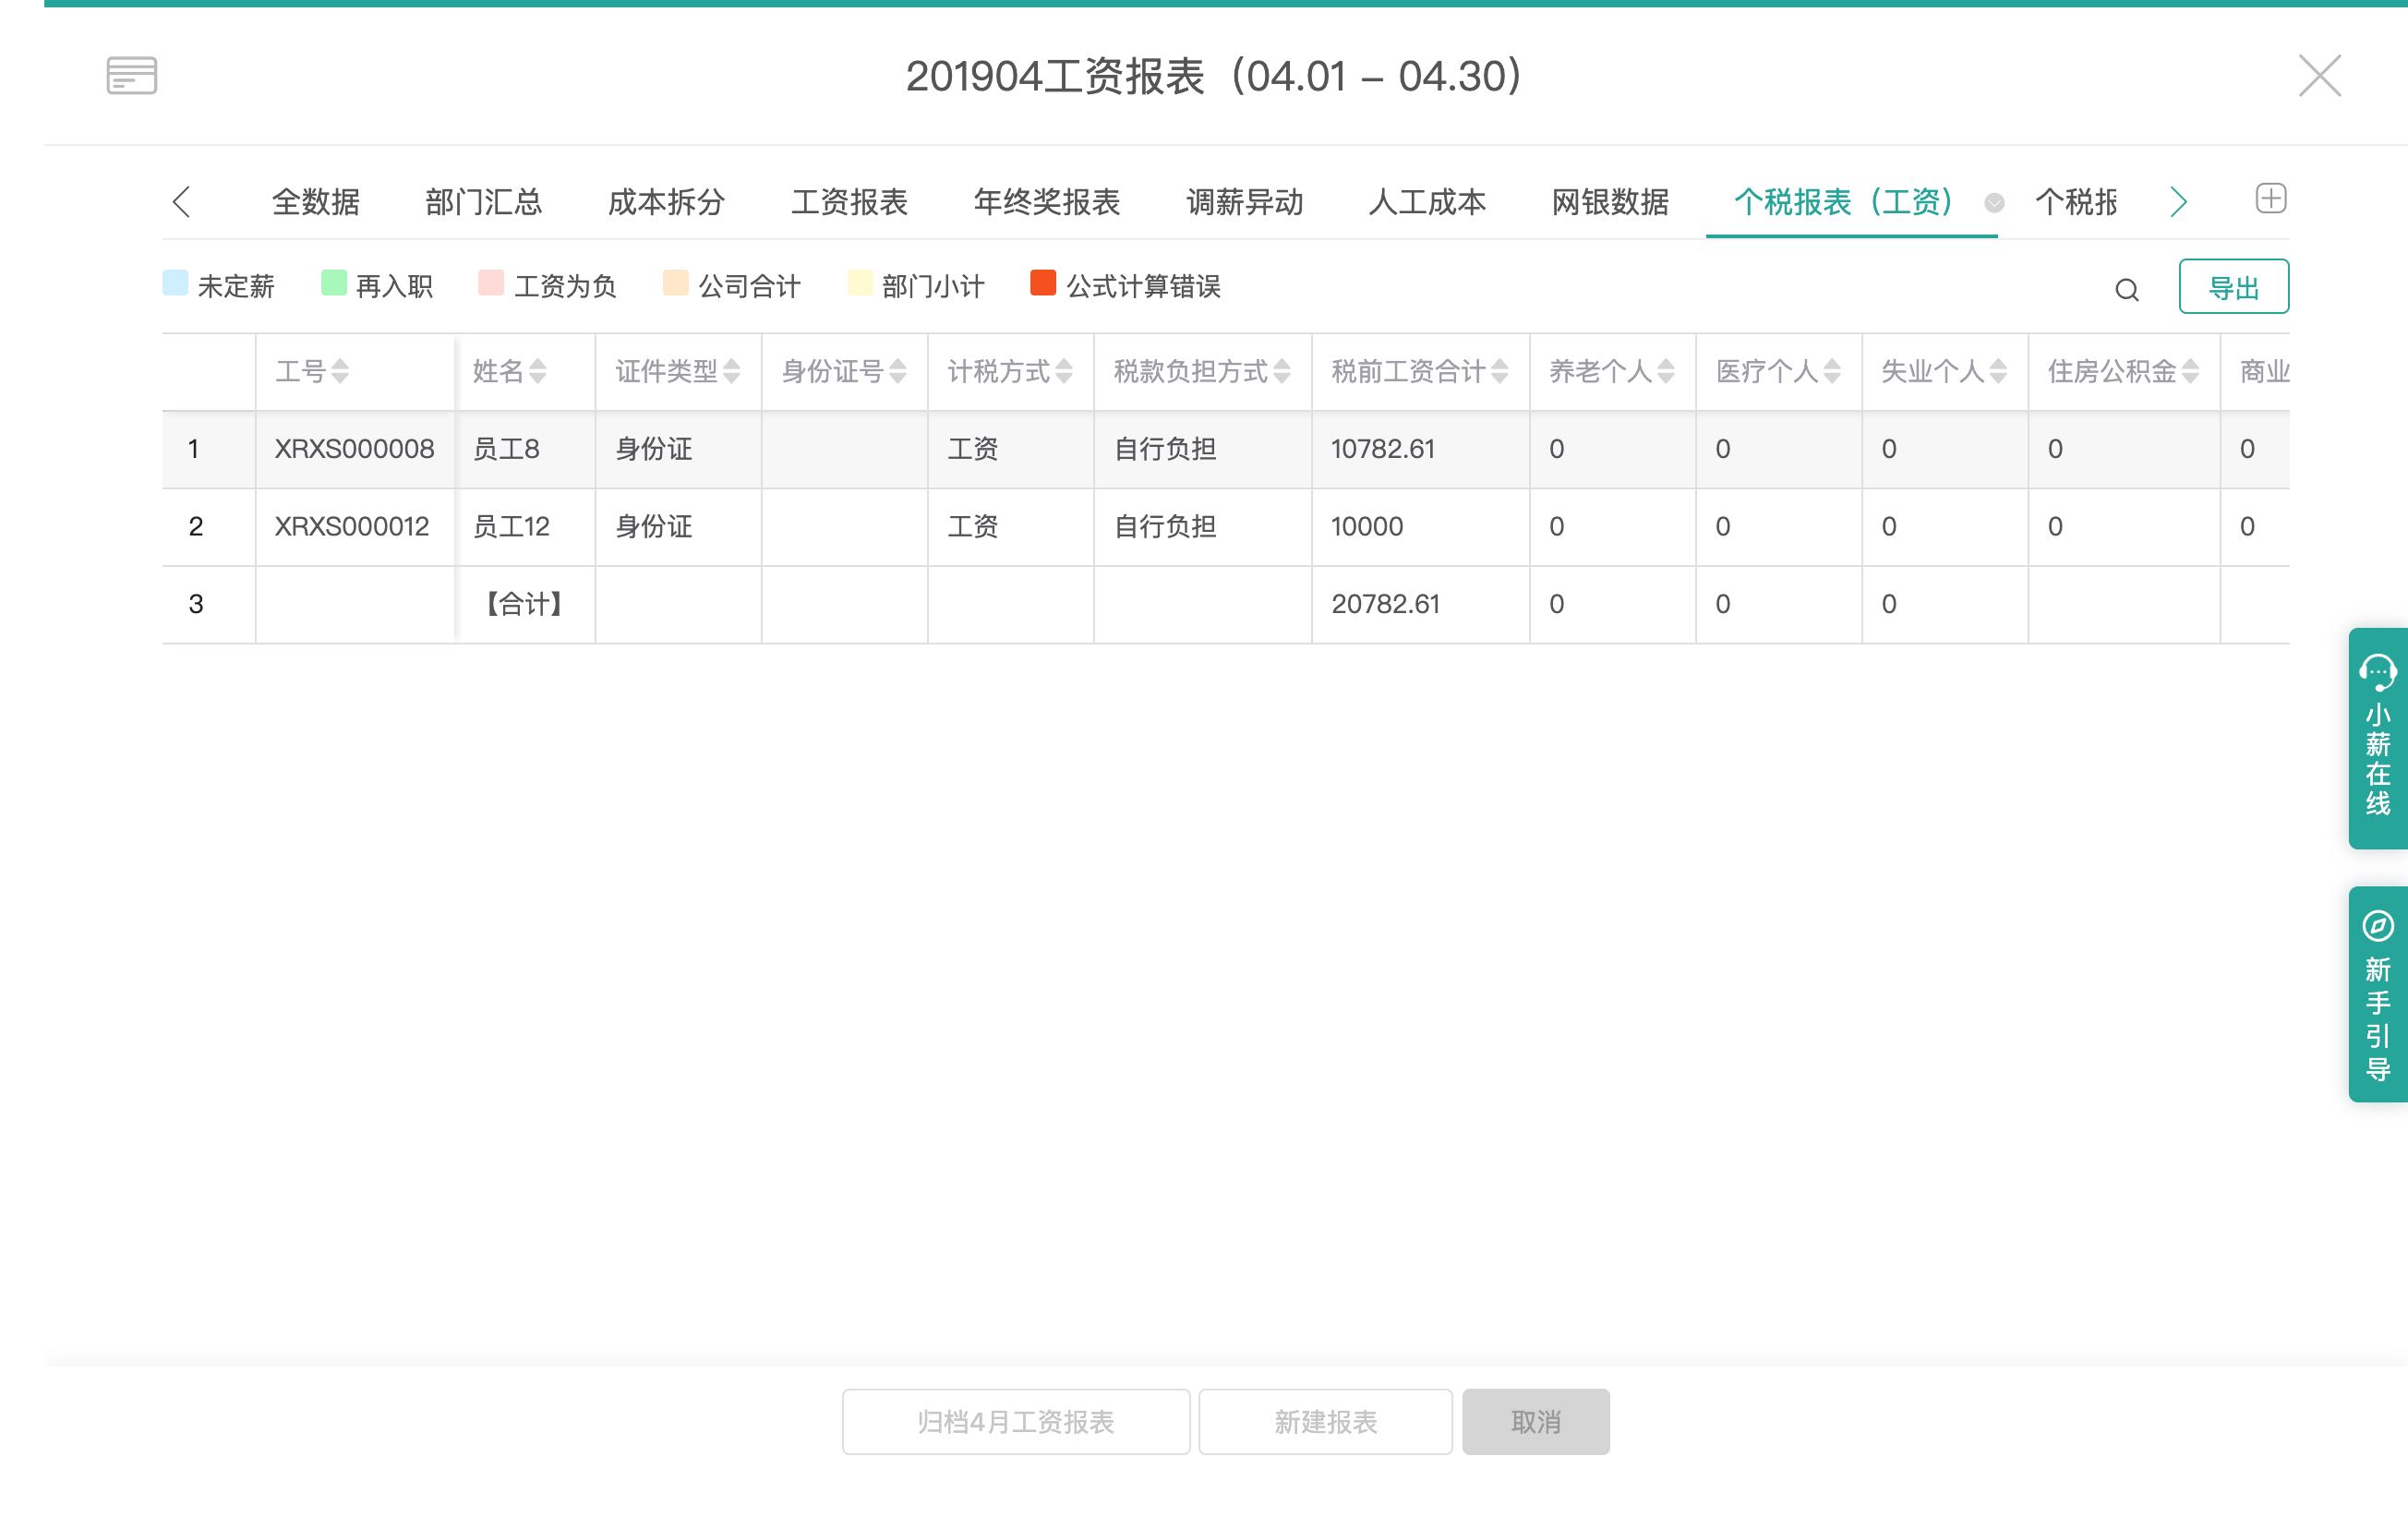 201904工资报表（04.01 – 04.30）
全数据 部门汇总 成本拆分 工资报表 年终奖报表 调薪异动 人工成本 网银数据 个税报表（工资） 个税报
未定薪 再入职 工资为负 公司合计 部门小计 公式计算错误 导出
工号 姓名 证件类型 身份证号 计税方式 税款负担方式 税前工资合计 养老个人 医疗个人 失业个人 住房公积金 商业
1 XRXS000008 员工8 身份证 工资 自行负担 10782.61 0 0 0 0 0
2 XRXS000012 员工12 身份证 工资 自行负担 10000 0 0 0 0 0
3 【合计】 20782.61 0 0 0
小薪在线
新手引导
归档4月工资报表 新建报表 取消